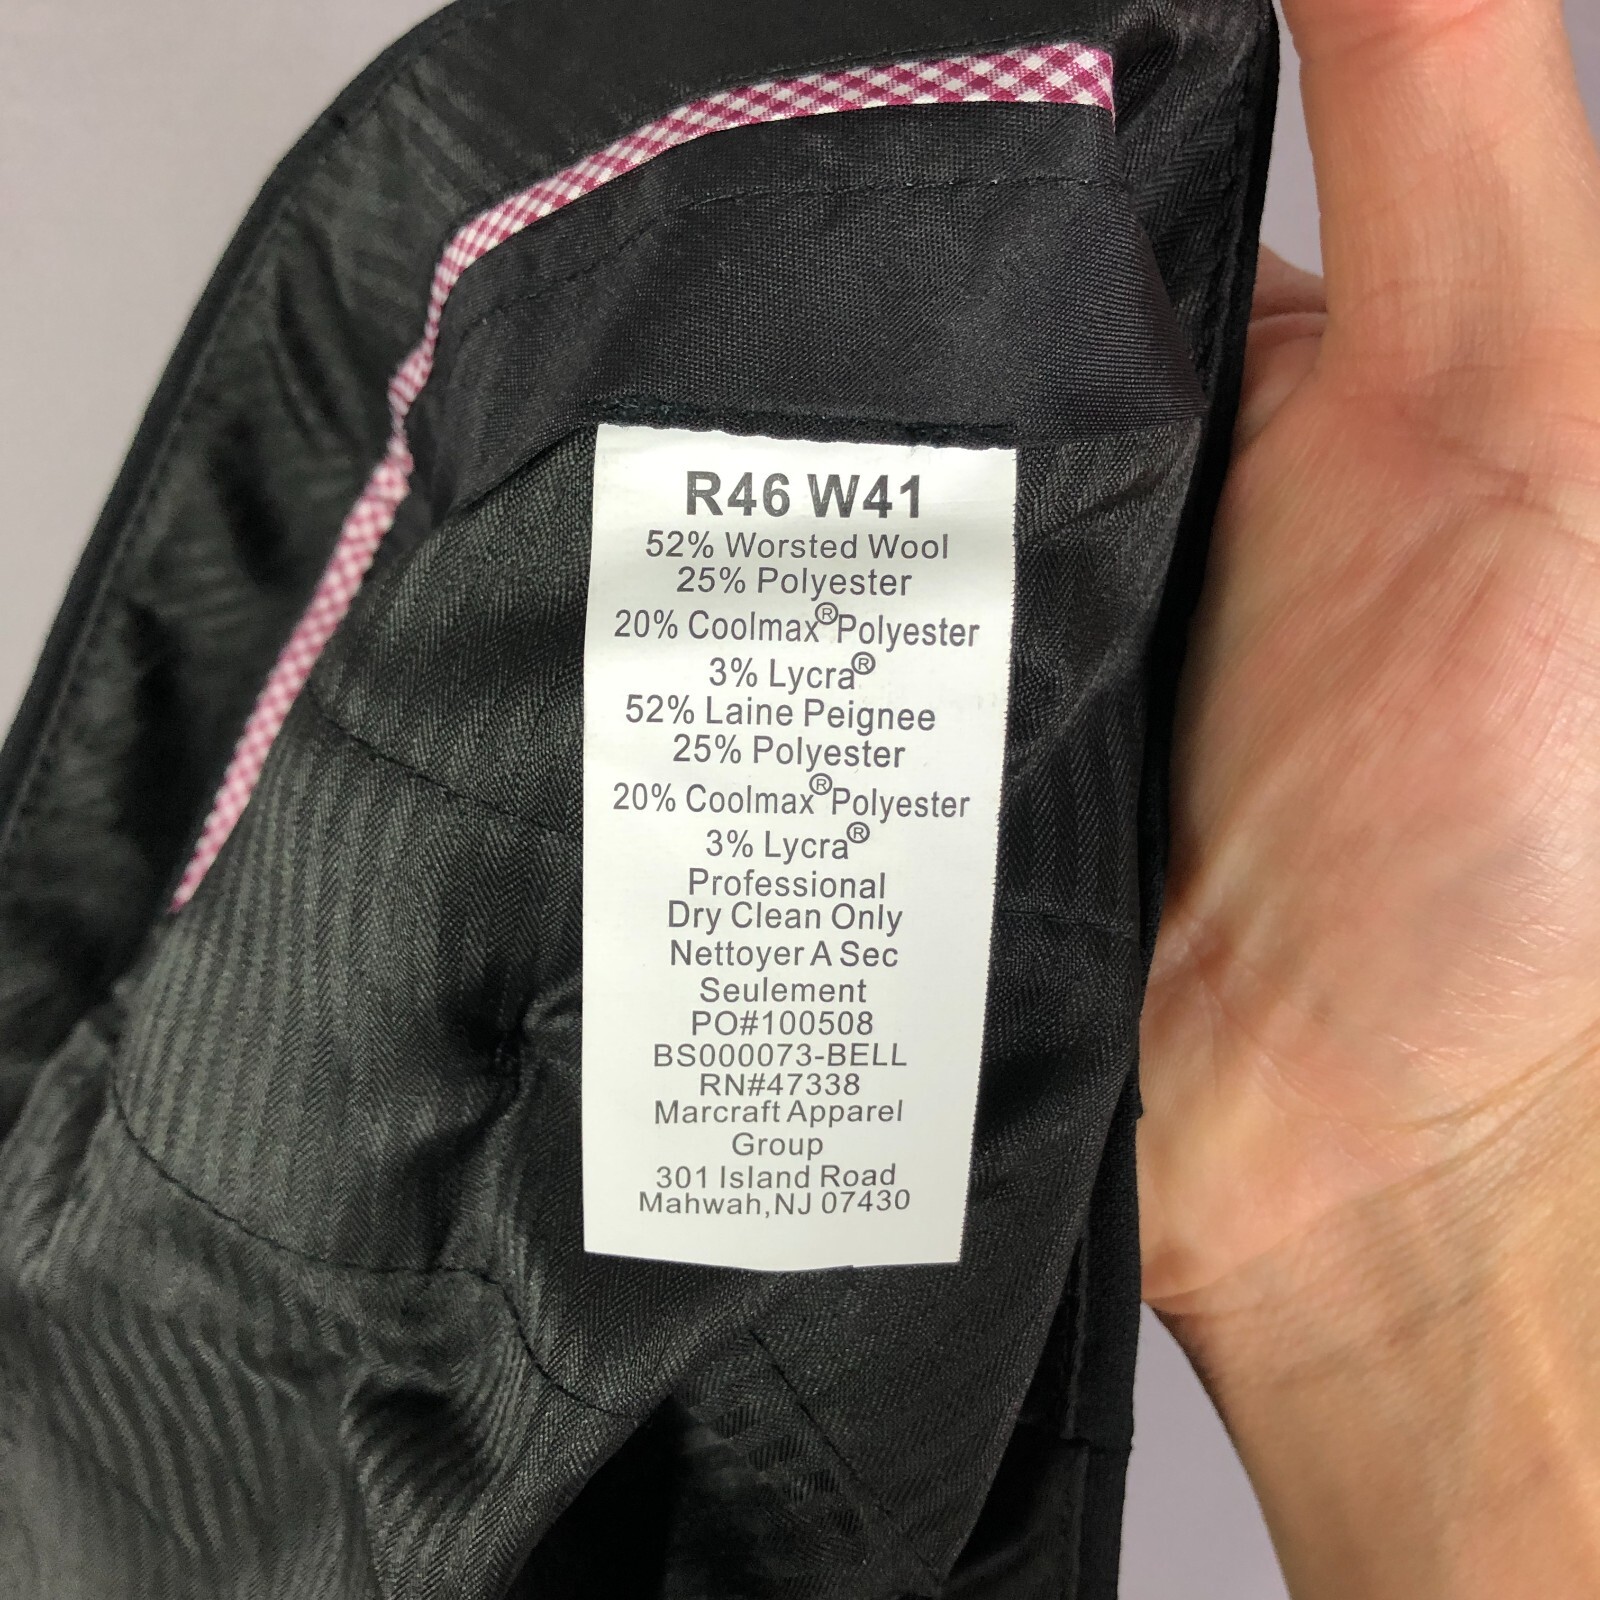 R46 W41
52% Worsted Wool
25% Polyester
20% Coolmax®Polyester
3% Lycra®
52% Laine Peignee
25% Polyester
20% Coolmax®Polyester
3% Lycra®
Professional
Dry Clean Only
Nettoyer A Sec
Seulement
PO#100508
BS000073-BELL
RN#47338
Marcraft Apparel
Group
301 Island Road
Mahwah,NJ 07430